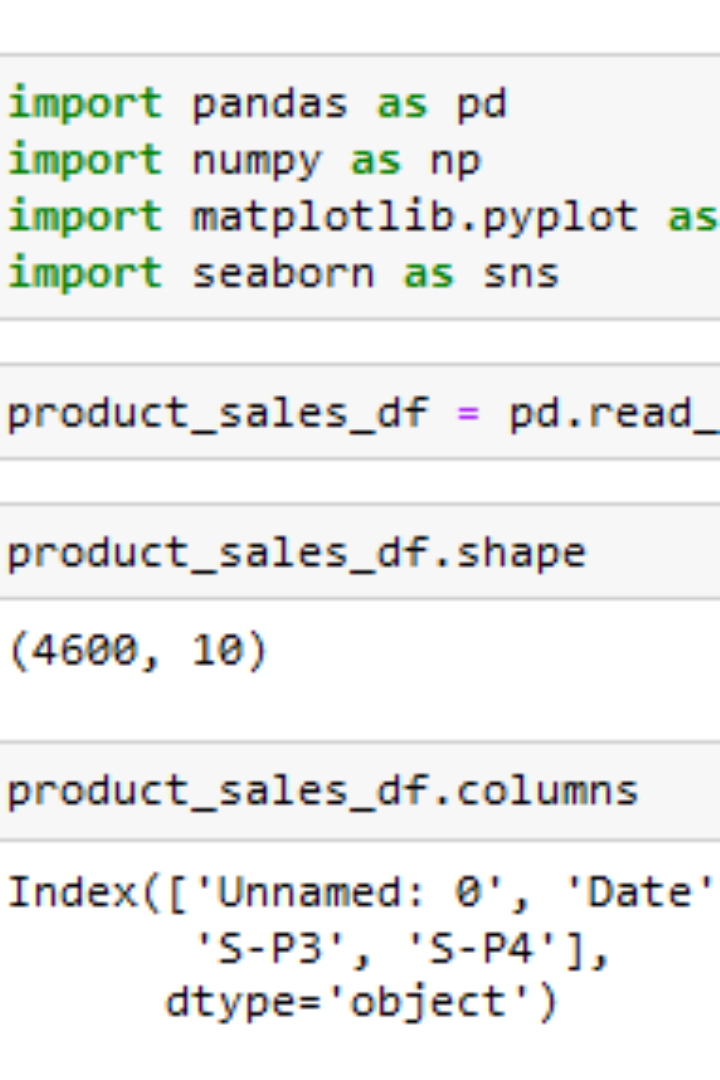 import pandas as pd
import numpy as np
import matplotlib.pyplot as
import seaborn as sns
product_sales_df = pd.read_
product_sales_df.shape
(4600, 10)
product_sales_df.columns
Index(['Unnamed: 0', 'Date'
'S-P3', 'S-P4'],
dtype='object')